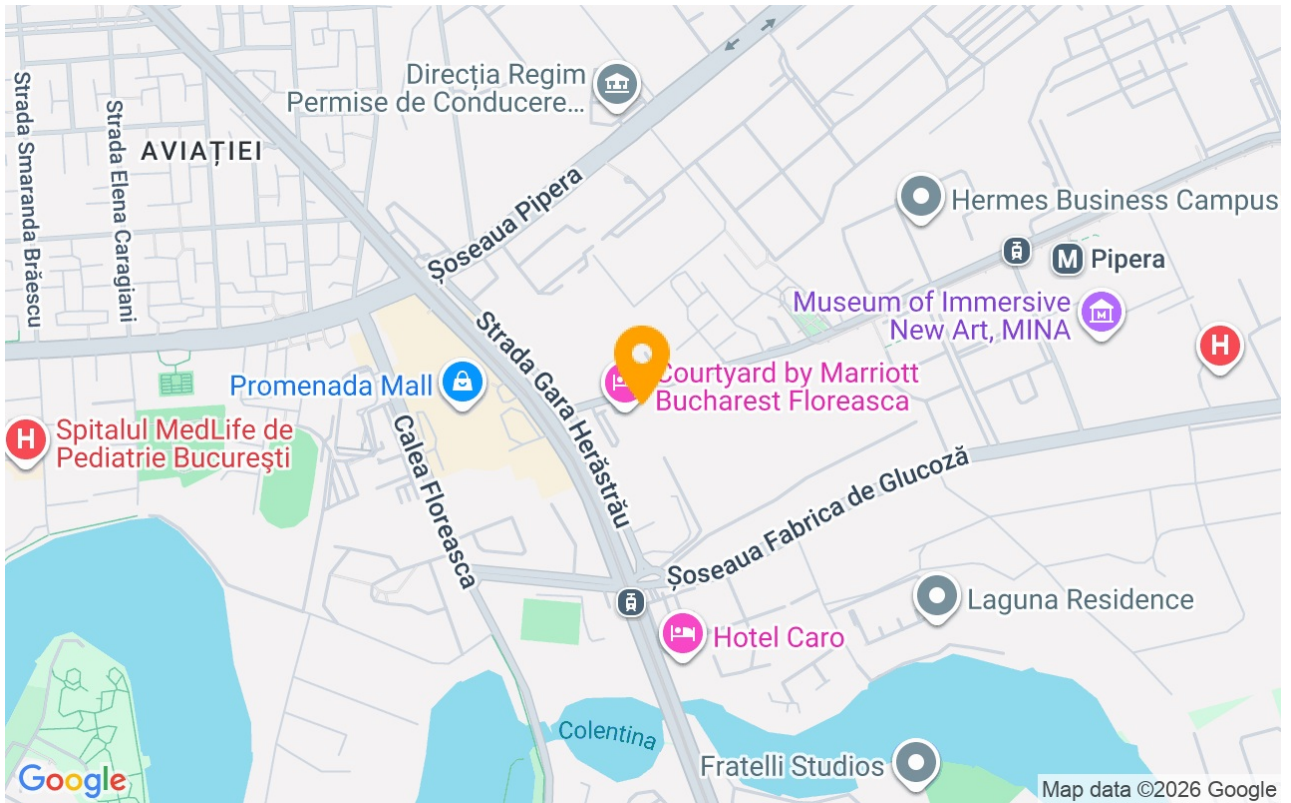 Direcția Regim
Permise de Conducere...
Strada Smaranda Brăescu
Strada Elena Caragiani
AVIAȚIEI
Șoseaua Pipera
Hermes Business Campus
Pipera
Museum of Immersive
New Art, MINA
Strada Gara Herăstrău
Promenada Mall
Courtyard by Marriott
Bucharest Floreasca
Spitalul MedLife de
Pediatrie București
Calea Floreasca
Șoseaua Fabrica de Glucoză
Laguna Residence
Hotel Caro
Colentina
Fratelli Studios
Google
Map data ©2026 Google